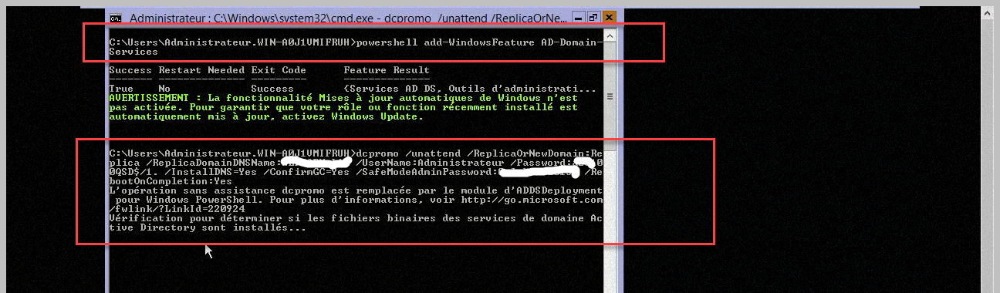 Administrateur : C:\Windows\system32\cmd.exe - dcpromo /unattend /ReplicaOrNe...
C:\Users\Administrateur.WIN-A0J1VMIFRUH>powershell add-WindowsFeature AD-Domain-
Services
Success Restart Needed Exit Code Feature Result
------- -------------- --------- --------------
True No Success {Services AD DS, Outils d'administrati...
AVERTISSEMENT : La fonctionnalité Mises à jour automatiques de Windows n'est
pas activée. Pour garantir que votre rôle ou fonction récemment installé est
automatiquement mis à jour, activez Windows Update.
C:\Users\Administrateur.WIN-A0J1VMIFRUH>dcpromo /unattend /ReplicaOrNewDomain:Re
plica /ReplicaDomainDNSName: /UserName:Administrateur /Password:
0QSD$/1. /InstallDNS=Yes /ConfirmGC=Yes /SafeModeAdminPassword: /Re
bootOnCompletion:Yes
L'opération sans assistance dcpromo est remplacée par le module d'ADDSDeployment
pour Windows PowerShell. Pour plus d'informations, voir http://go.microsoft.com
/fwlink/?LinkId=220924
Vérification pour déterminer si les fichiers binaires des services de domaine Ac
tive Directory sont installés...